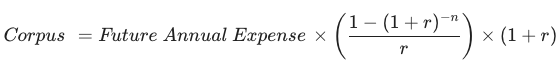 Corpus = Future Annual Expense × ( (1 − (1 + r)^{−n}) / r ) × (1 + r)